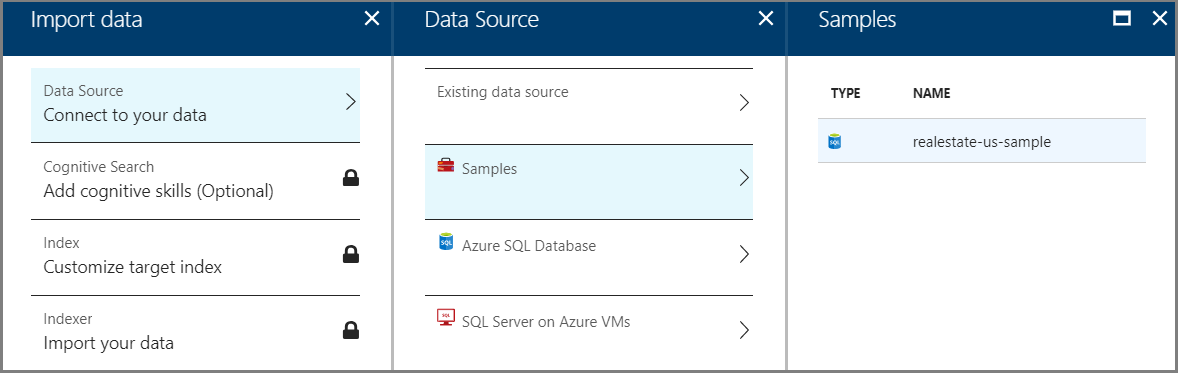 Import data
Data Source
Connect to your data
Cognitive Search
Add cognitive skills (Optional)
Index
Customize target index
Indexer
Import your data
Data Source
Existing data source
Samples
SQL
Azure SQL Database
SQL
SQL Server on Azure VMs
Samples
TYPE NAME
SQL realestate-us-sample